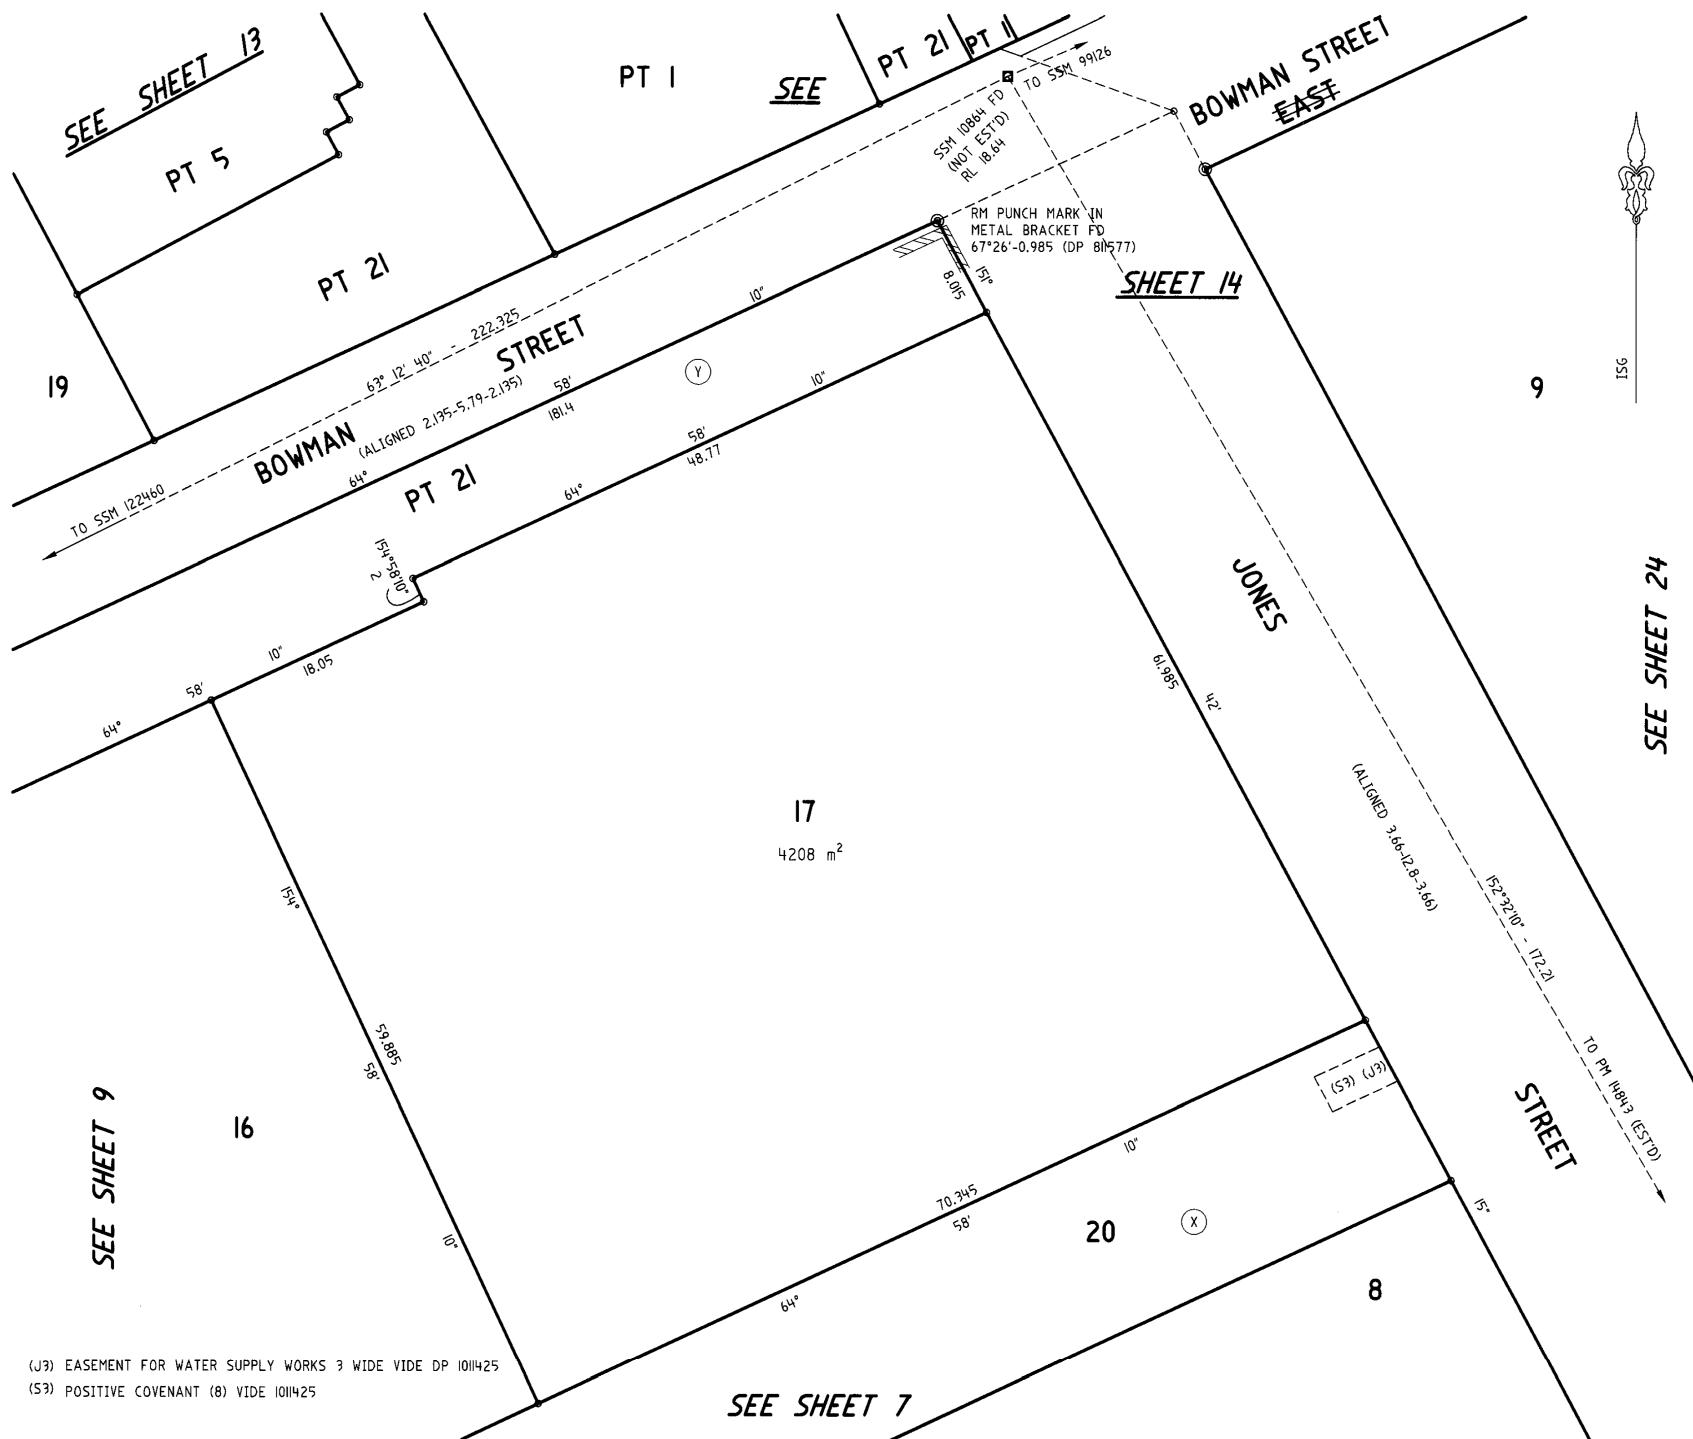 SEE SHEET 13
PT 5
PT 1
SEE
PT 21
PT 1
TO SSM 99126
BOWMAN STREET
EAST
SSM 10864 FD
(NOT EST'D)
RL 18.64
RM PUNCH MARK IN
METAL BRACKET FD
67°26'-0.985 (DP 811577)
SHEET 14
PT 21
19
63° 12' 40" - 222.325
BOWMAN STREET
(ALIGNED 2.135-5.79-2.135)
TO SSM 122460
64° 58' 10"
181.4
Y
151°
8.015
PT 21
64° 58' 10"
48.77
154°58'10"
2
64° 58' 10"
18.05
9
ISG
SEE SHEET 24
JONES
61.985
42'
(ALIGNED 3.66-12.8-3.66)
152°32'10" - 172.21
TO PM 14843 (EST'D)
STREET
15"
17
4208 m²
154° 58' 10"
59.885
16
SEE SHEET 9
(S3) (J3)
64° 58' 10"
70.345
20
X
8
(J3) EASEMENT FOR WATER SUPPLY WORKS 3 WIDE VIDE DP 1011425
(S3) POSITIVE COVENANT (8) VIDE 1011425
SEE SHEET 7